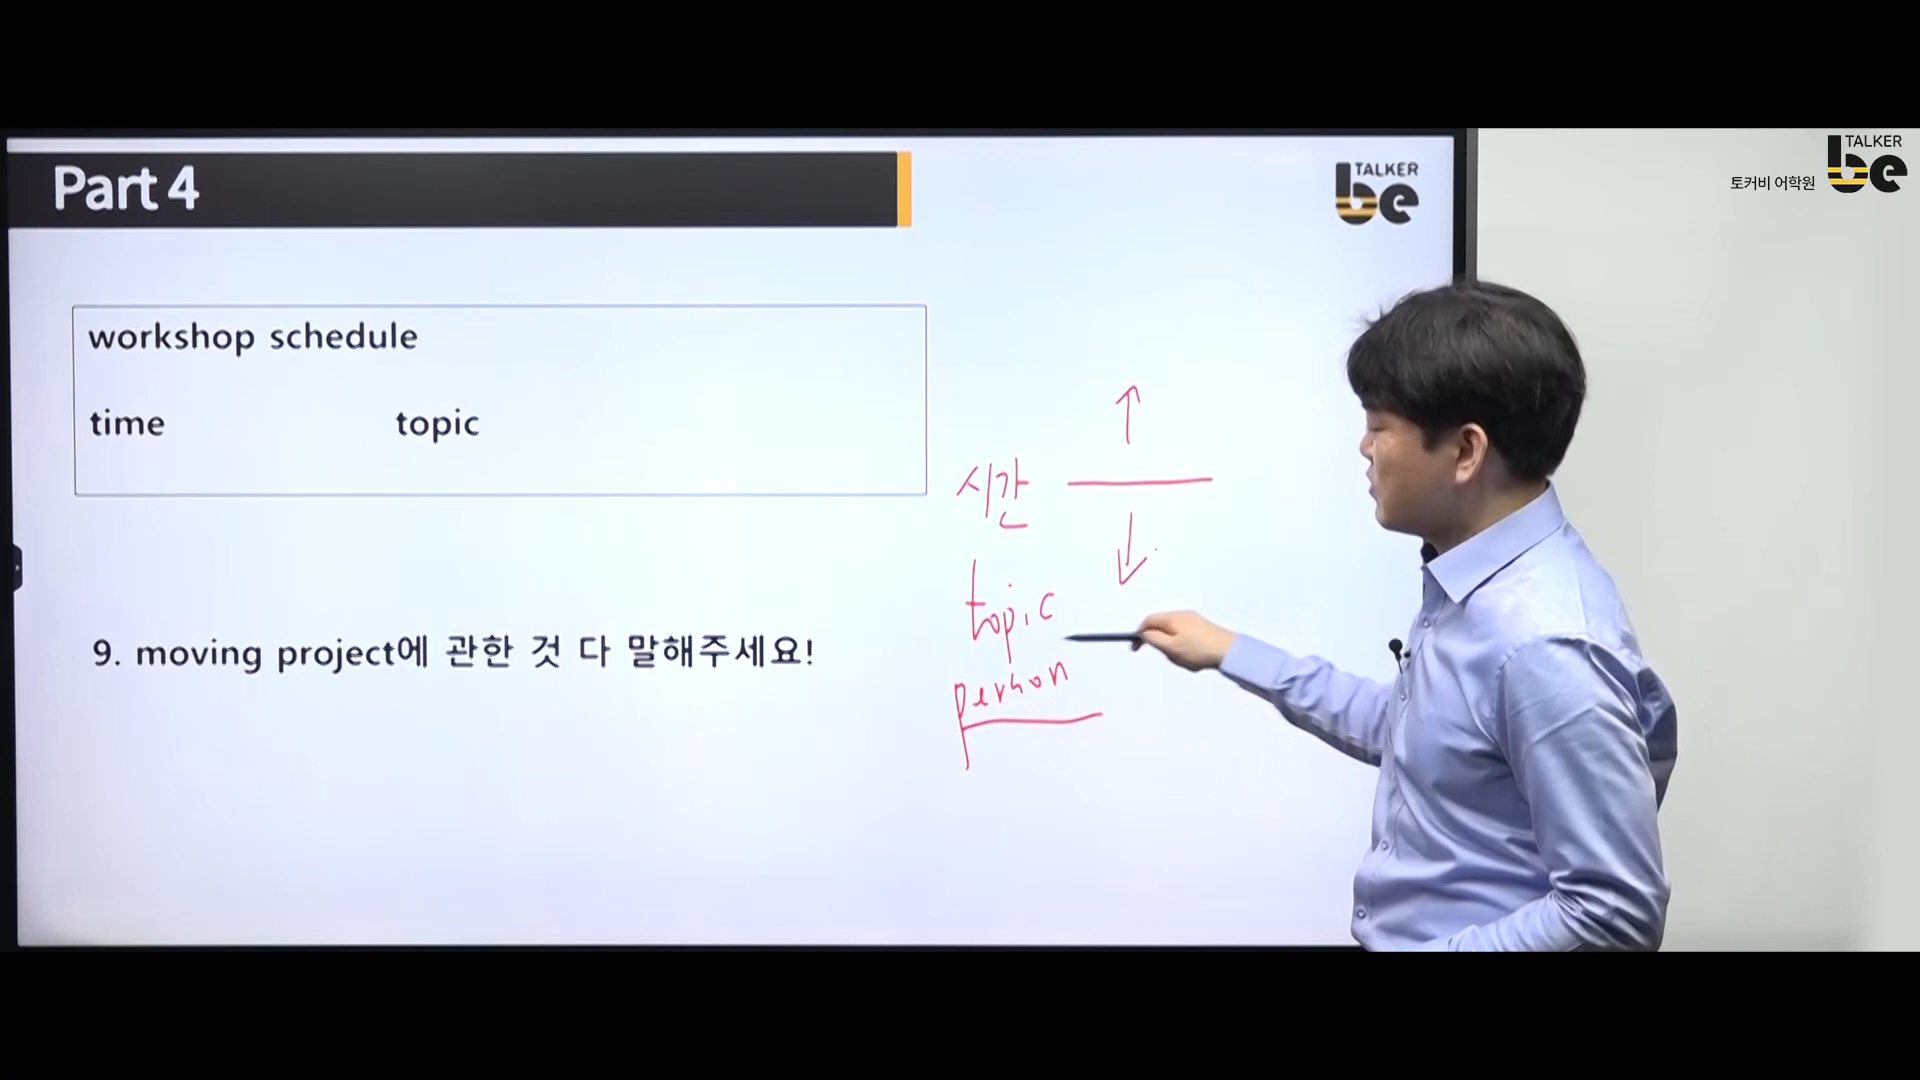 Part 4
TALKER
be
TALKER
be
토커비 어학원
workshop schedule
time topic
시간
topic
person
9. moving project에 관한 것 다 말해주세요!